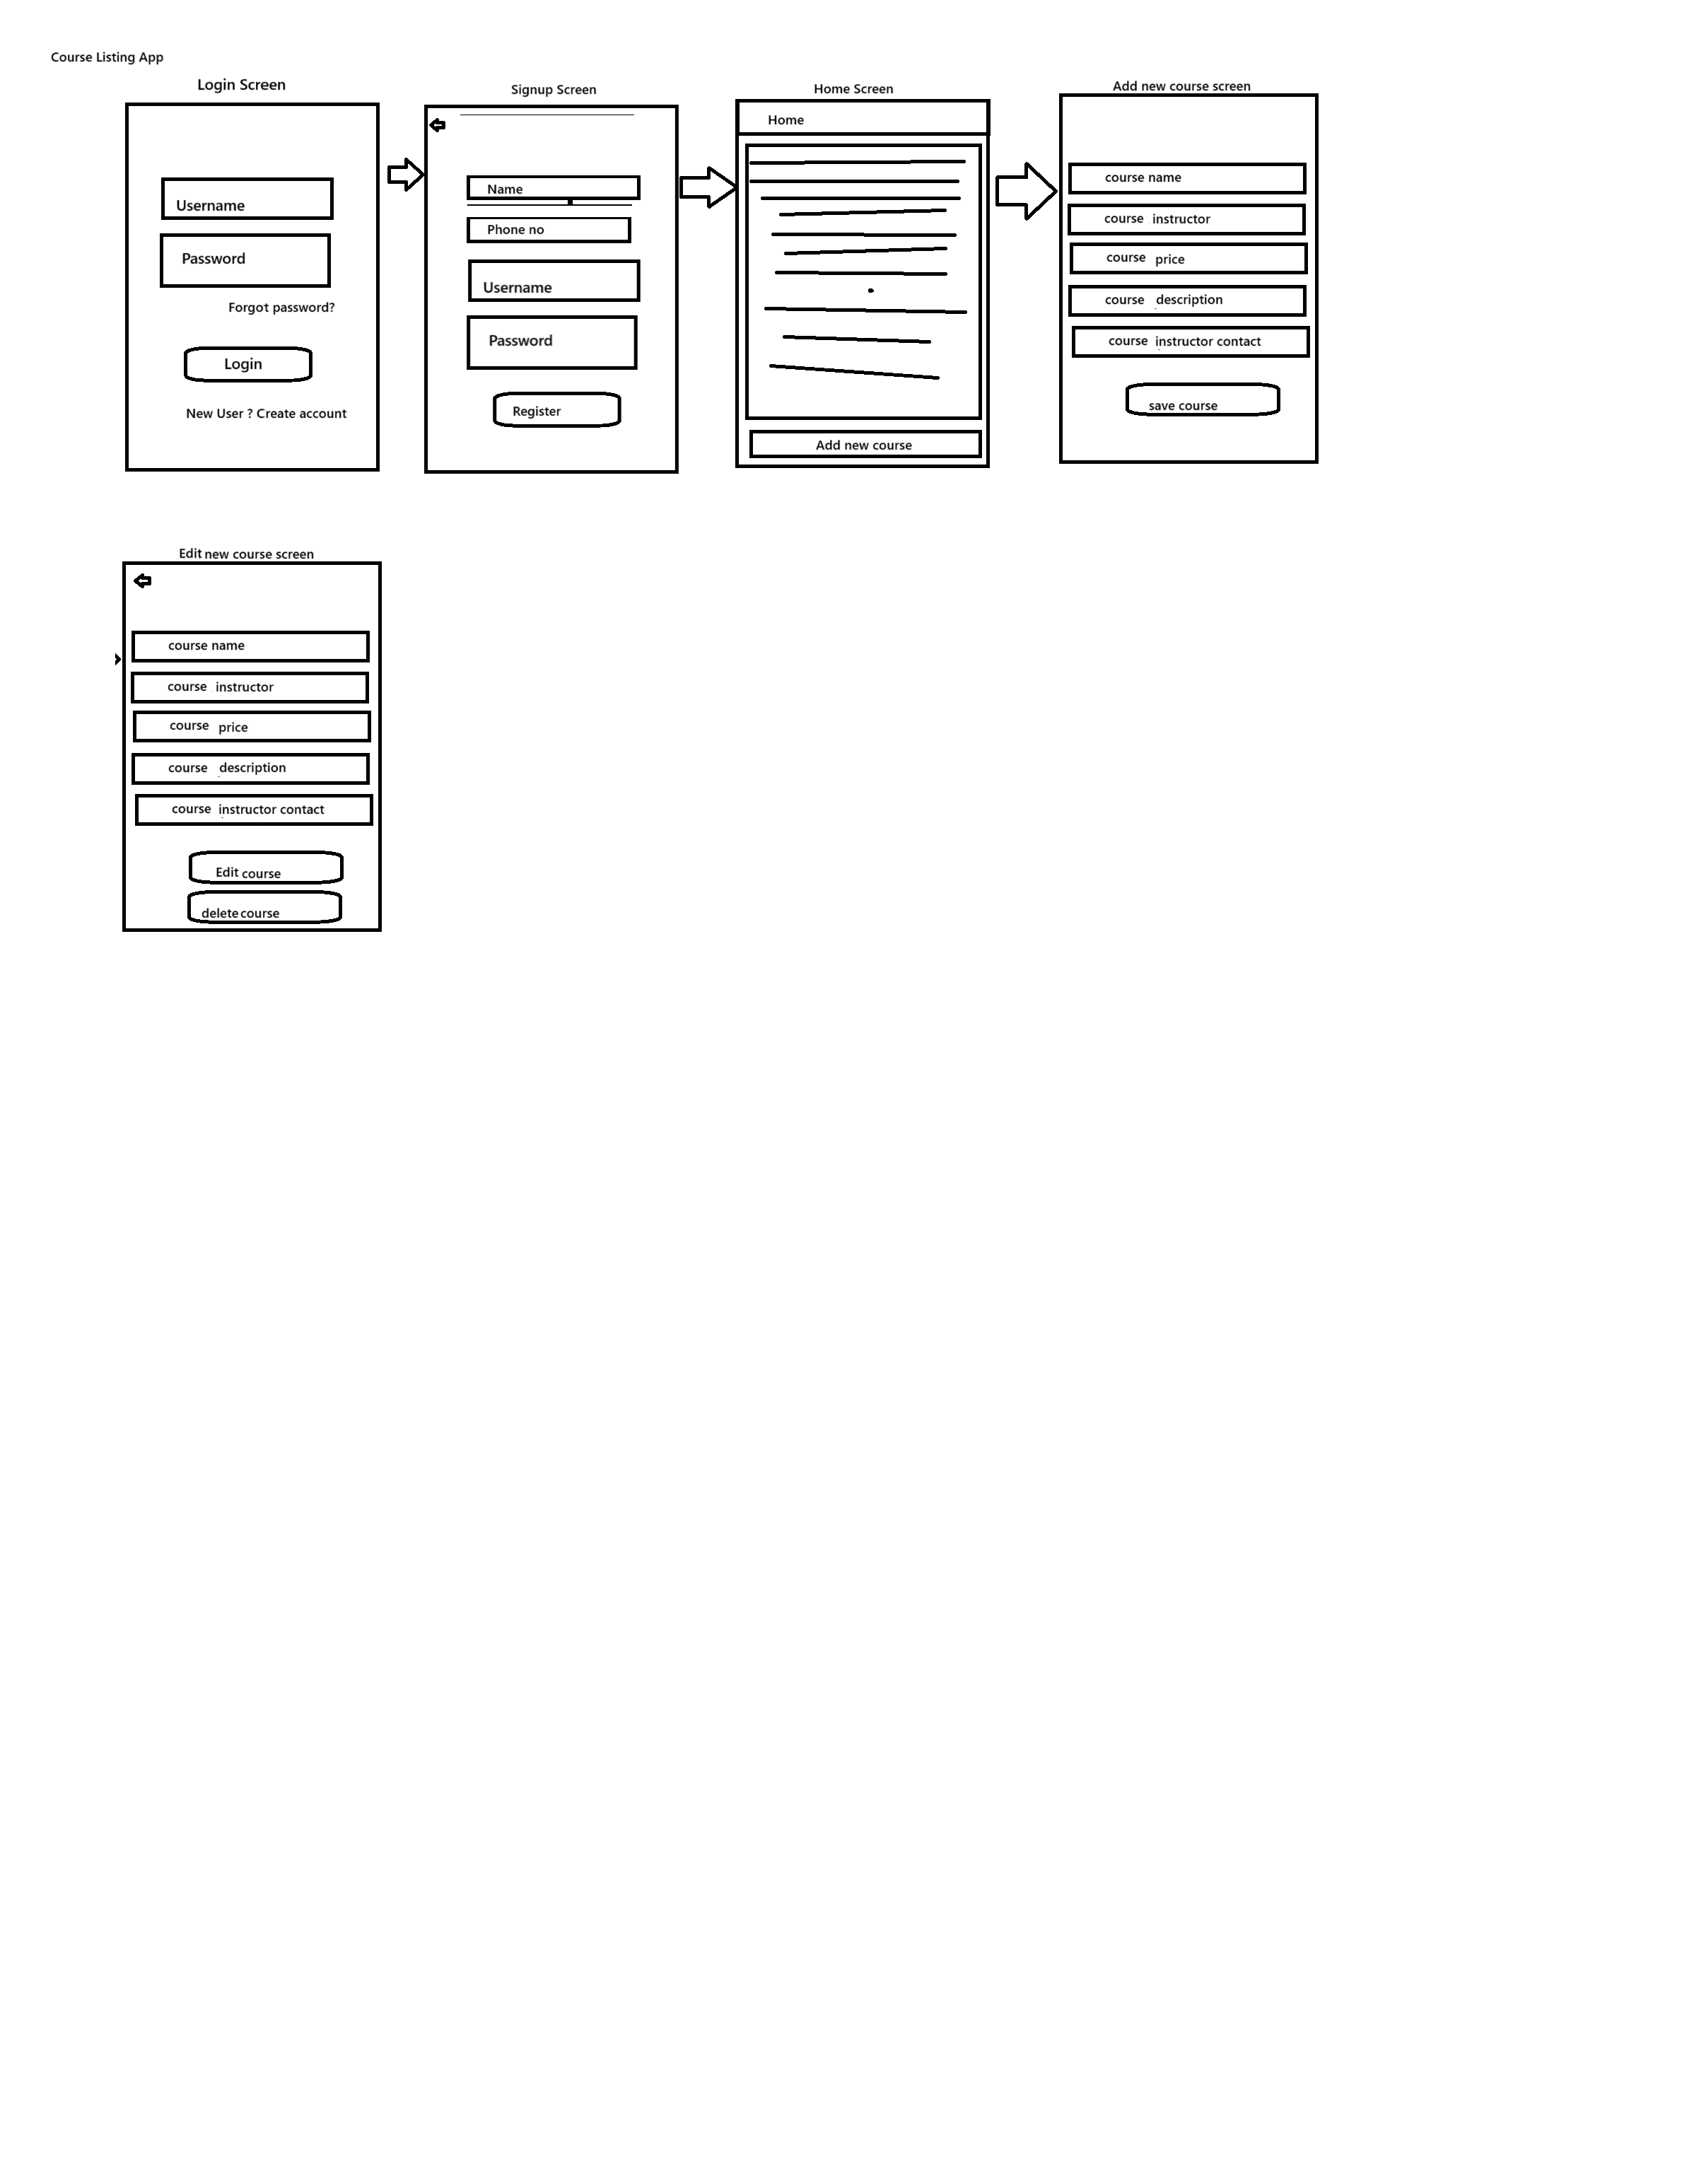 Course Listing App
Login Screen
Username
Password
Forgot password?
Login
New User ? Create account
Signup Screen
Name
Phone no
Username
Password
Register
Home Screen
Home
Add new course
Add new course screen
course name
course instructor
course price
course description
course instructor contact
save course
Edit new course screen
course name
course instructor
course price
course description
course instructor contact
Edit course
delete course